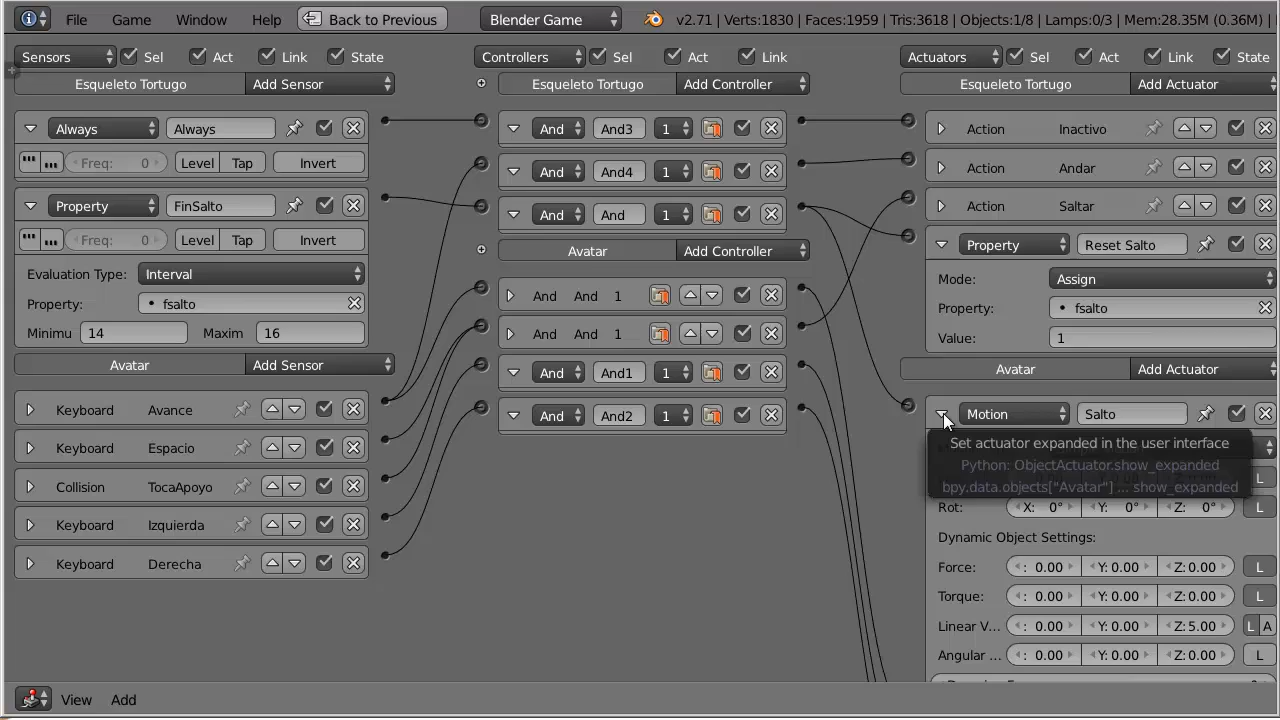 File Game Window Help Back to Previous Blender Game v2.71 | Verts:1830 | Faces:1959 | Tris:3618 | Objects:1/8 | Lamps:0/3 | Mem:28.35M (0.36M) |
Sensors Sel Act Link State Controllers Sel Act Link Actuators Sel Act Link State
Esqueleto Tortugo Add Sensor Esqueleto Tortugo Add Controller Esqueleto Tortugo Add Actuator
Always Always And And3 1 Action Inactivo
Freq: 0 Level Tap Invert And And4 1 Action Andar
Property FinSalto And And 1 Action Saltar
Freq: 0 Level Tap Invert Avatar Add Controller Property Reset Salto
Evaluation Type: Interval Mode: Assign
Property: fsalto And And 1 Property: fsalto
Minimu 14 Maxim 16 And And 1 Value: 1
Avatar Add Sensor And And1 1 Avatar Add Actuator
Keyboard Avance And And2 1 Motion Salto
Set actuator expanded in the user interface
Keyboard Espacio
Python: ObjectActuator.show_expanded
bpy.data.objects["Avatar"] ... show_expanded
L
Collision TocaApoyo
Rot: X: 0° Y: 0° Z: 0° L
Keyboard Izquierda
Dynamic Object Settings:
Keyboard Derecha
Force: : 0.00 Y: 0.00 Z: 0.00 L
Torque: : 0.00 Y: 0.00 Z: 0.00 L
Linear V... : 0.00 Y: 0.00 Z: 5.00 L A
Angular ... : 0.00 Y: 0.00 Z: 0.00 L
View Add